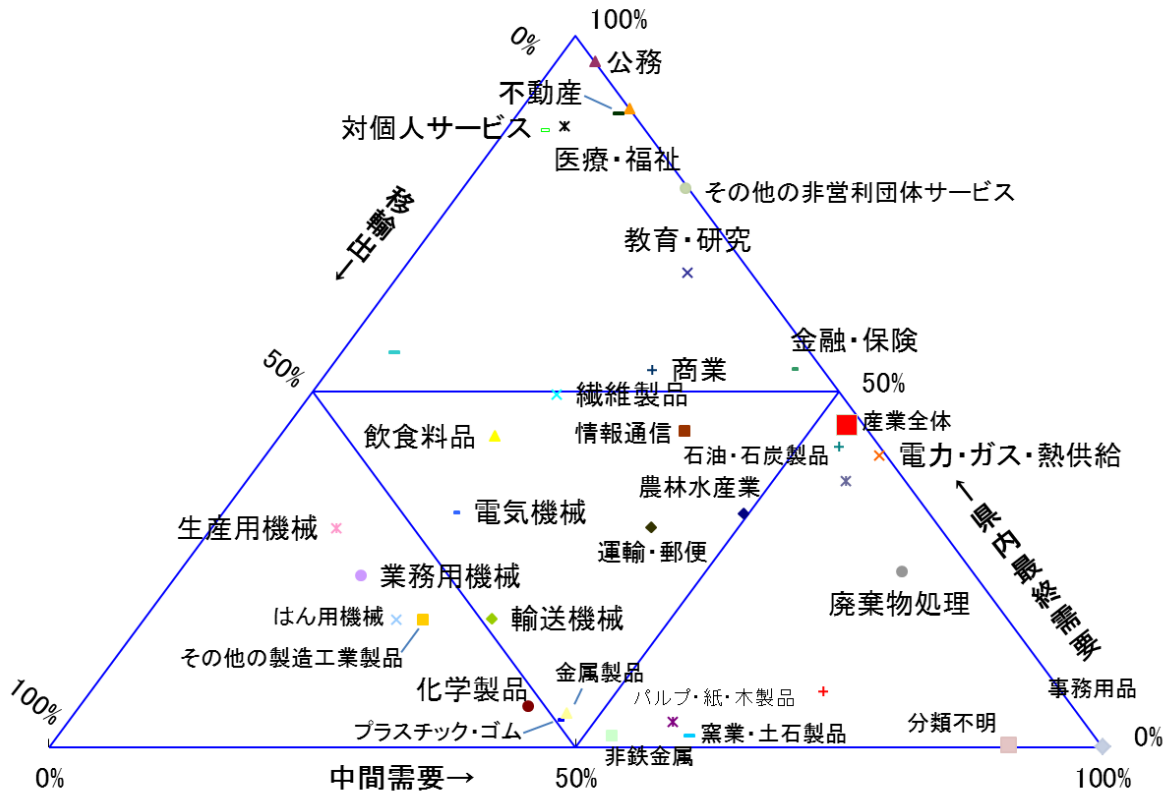 100%
0%
公務
不動産
対個人サービス
医療・福祉
その他の非営利団体サービス
移輸出→
教育・研究
金融・保険
50%
商業
50%
繊維製品
産業全体
飲食料品
情報通信
石油・石炭製品
電力・ガス・熱供給
農林水産業
電気機械
生産用機械
運輸・郵便
←県内最終需要
業務用機械
廃棄物処理
はん用機械
輸送機械
その他の製造工業製品
金属製品
事務用品
化学製品
パルプ・紙・木製品
100%
プラスチック・ゴム
分類不明
窯業・土石製品
0%
非鉄金属
0%
中間需要→
50%
100%